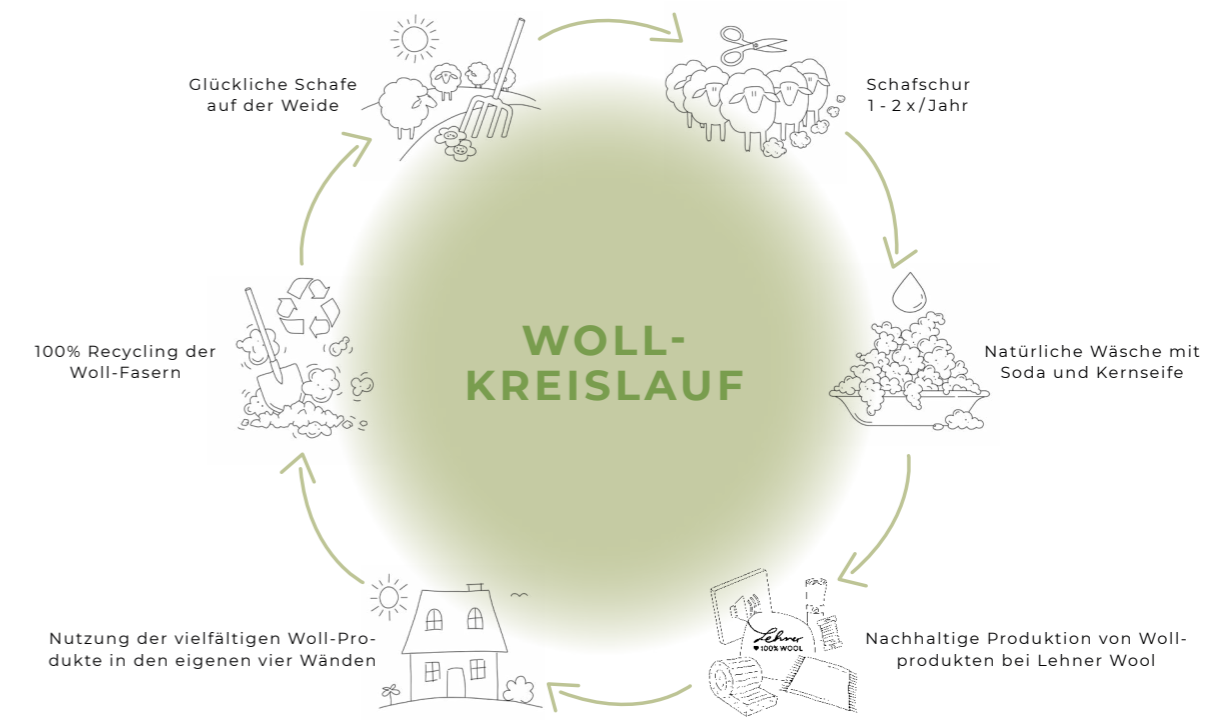 Glückliche Schafe
auf der Weide
Schafschur
1 - 2 x / Jahr
Natürliche Wäsche mit
Soda und Kernseife
Nachhaltige Produktion von Woll-
produkten bei Lehner Wool
Lehner
♥ 100% WOOL
Nutzung der vielfältigen Woll-Pro-
dukte in den eigenen vier Wänden
100% Recycling der
Woll-Fasern
WOLL-
KREISLAUF